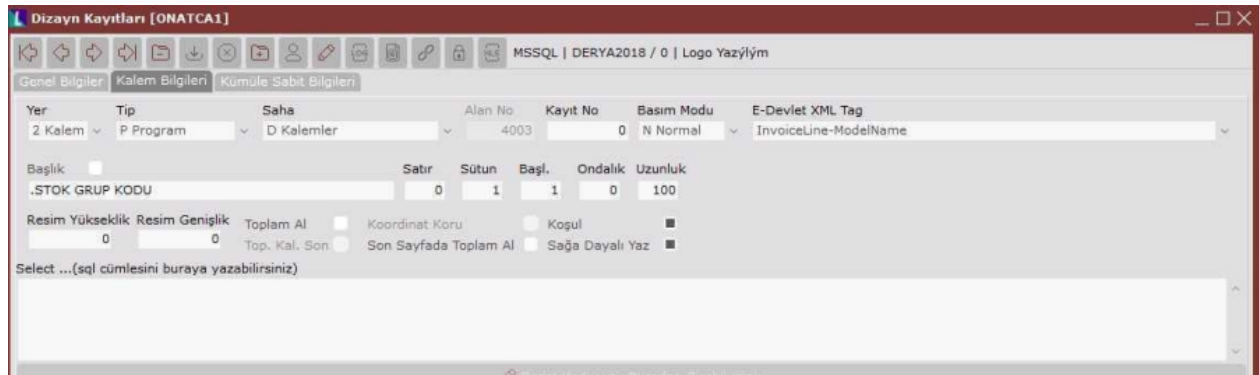 Dizayn Kayıtları [ONATCA1]
MSSQL | DERYA2018 / 0 | Logo Yazýlým
Genel Bilgiler Kalem Bilgileri Kümüle Sabit Bilgileri
Yer Tip Saha Alan No Kayıt No Basım Modu E-Devlet XML Tag
2 Kalem P Program D Kalemler 4003 0 N Normal InvoiceLine-ModelName
Başlık Satır Sütun Başl. Ondalık Uzunluk
.STOK GRUP KODU 0 1 1 0 100
Resim Yükseklik Resim Genişlik Toplam Al Koordinat Koru Koşul
0 0 Top. Kal. Son Son Sayfada Toplam Al Sağa Dayalı Yaz
Select ...(sql cümlesini buraya yazabilirsiniz)